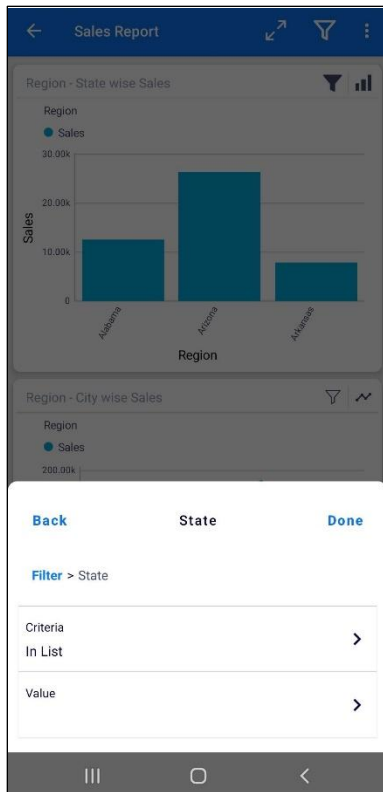 Sales Report
Region - State wise Sales
Region
Sales
30.00k
20.00k
10.00k
0
Sales
Alabama
Arizona
Arkansas
Region
Region - City wise Sales
Region
Sales
200.00k
Back State Done
Filter > State
Criteria
In List
Value